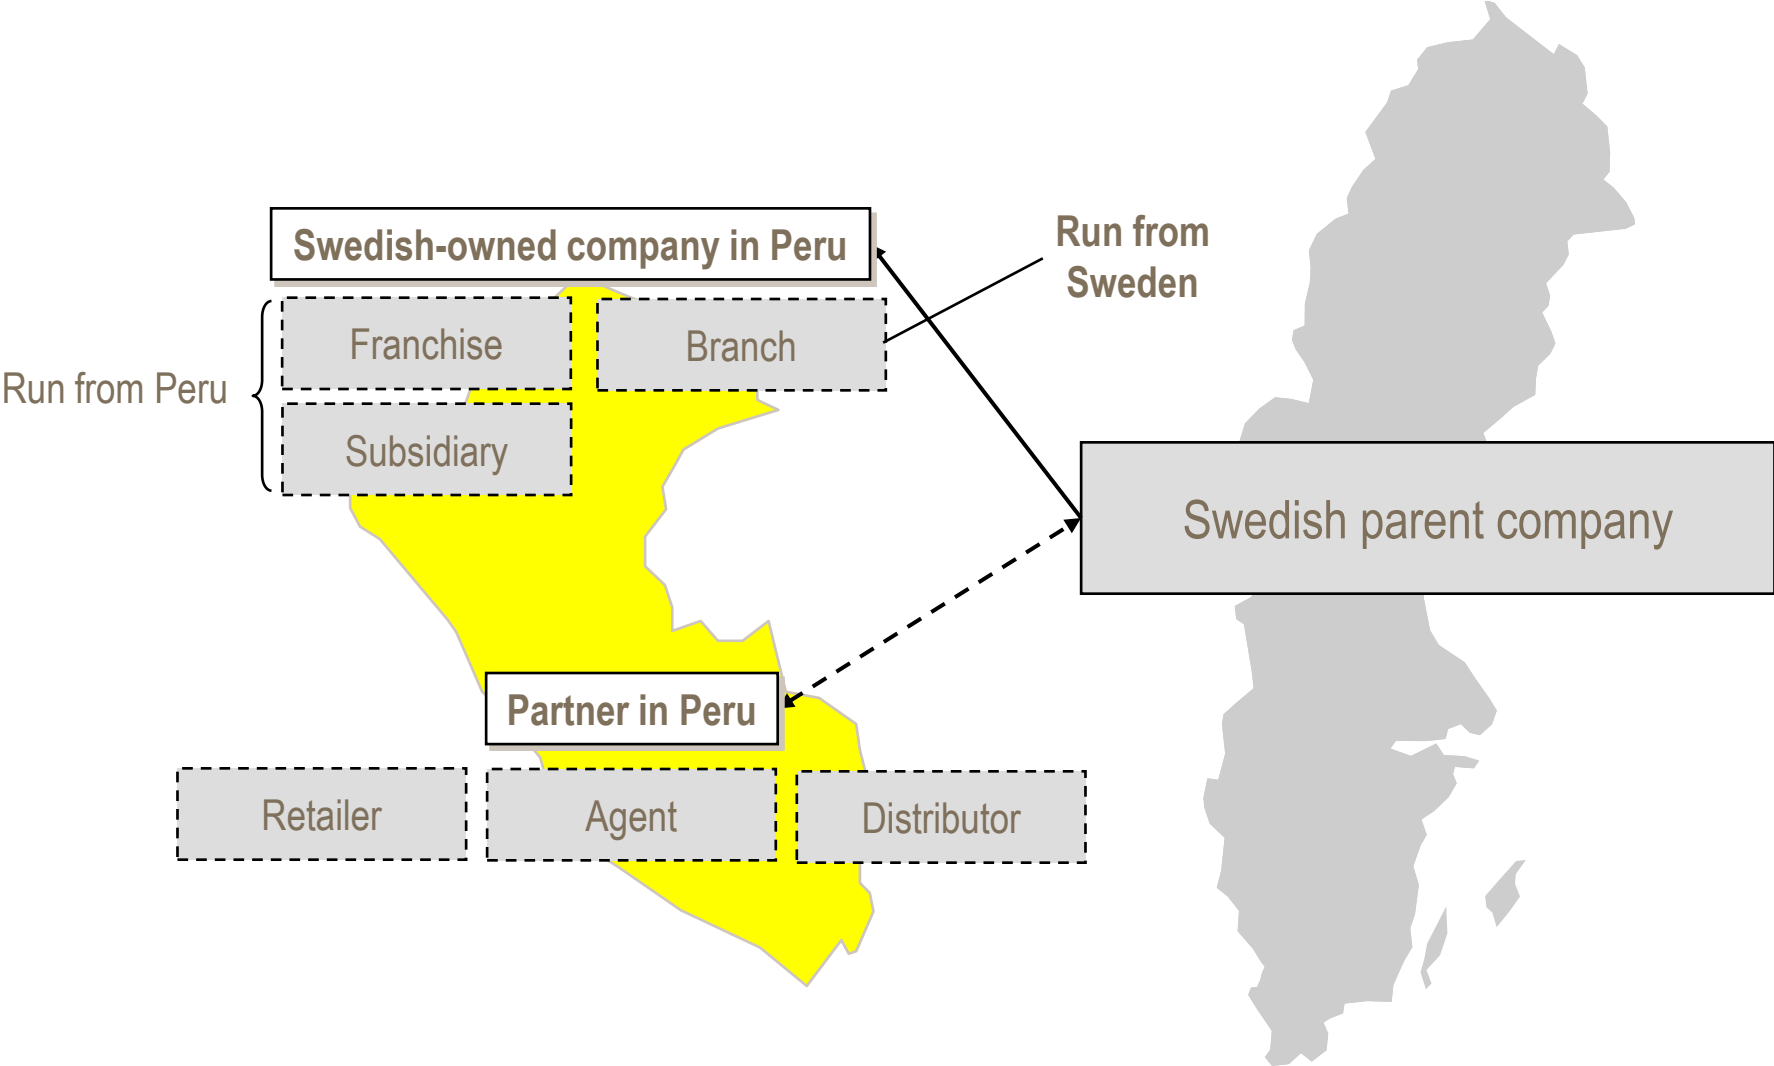 Swedish-owned company in Peru
Run from
Sweden
Franchise
Branch
Run from Peru
Subsidiary
Swedish parent company
Partner in Peru
Retailer
Agent
Distributor